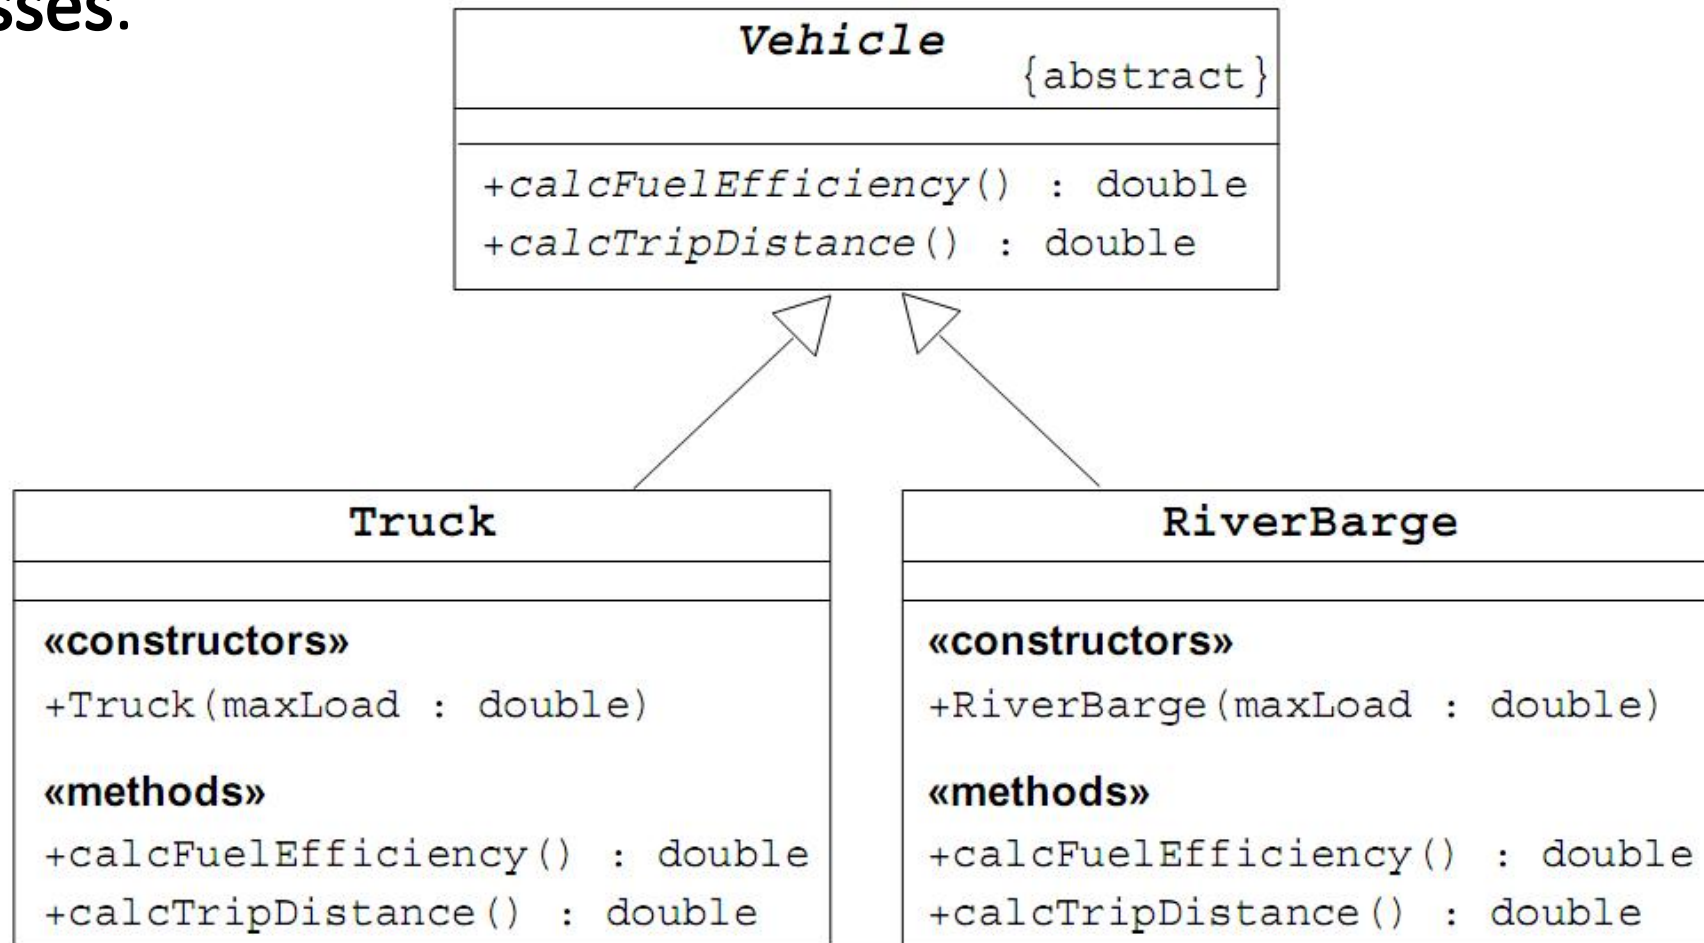 sses.
Vehicle
{abstract}
+calcFuelEfficiency() : double
+calcTripDistance() : double
Truck
«constructors»
+Truck(maxLoad : double)
«methods»
+calcFuelEfficiency() : double
+calcTripDistance() : double
RiverBarge
«constructors»
+RiverBarge(maxLoad : double)
«methods»
+calcFuelEfficiency() : double
+calcTripDistance() : double